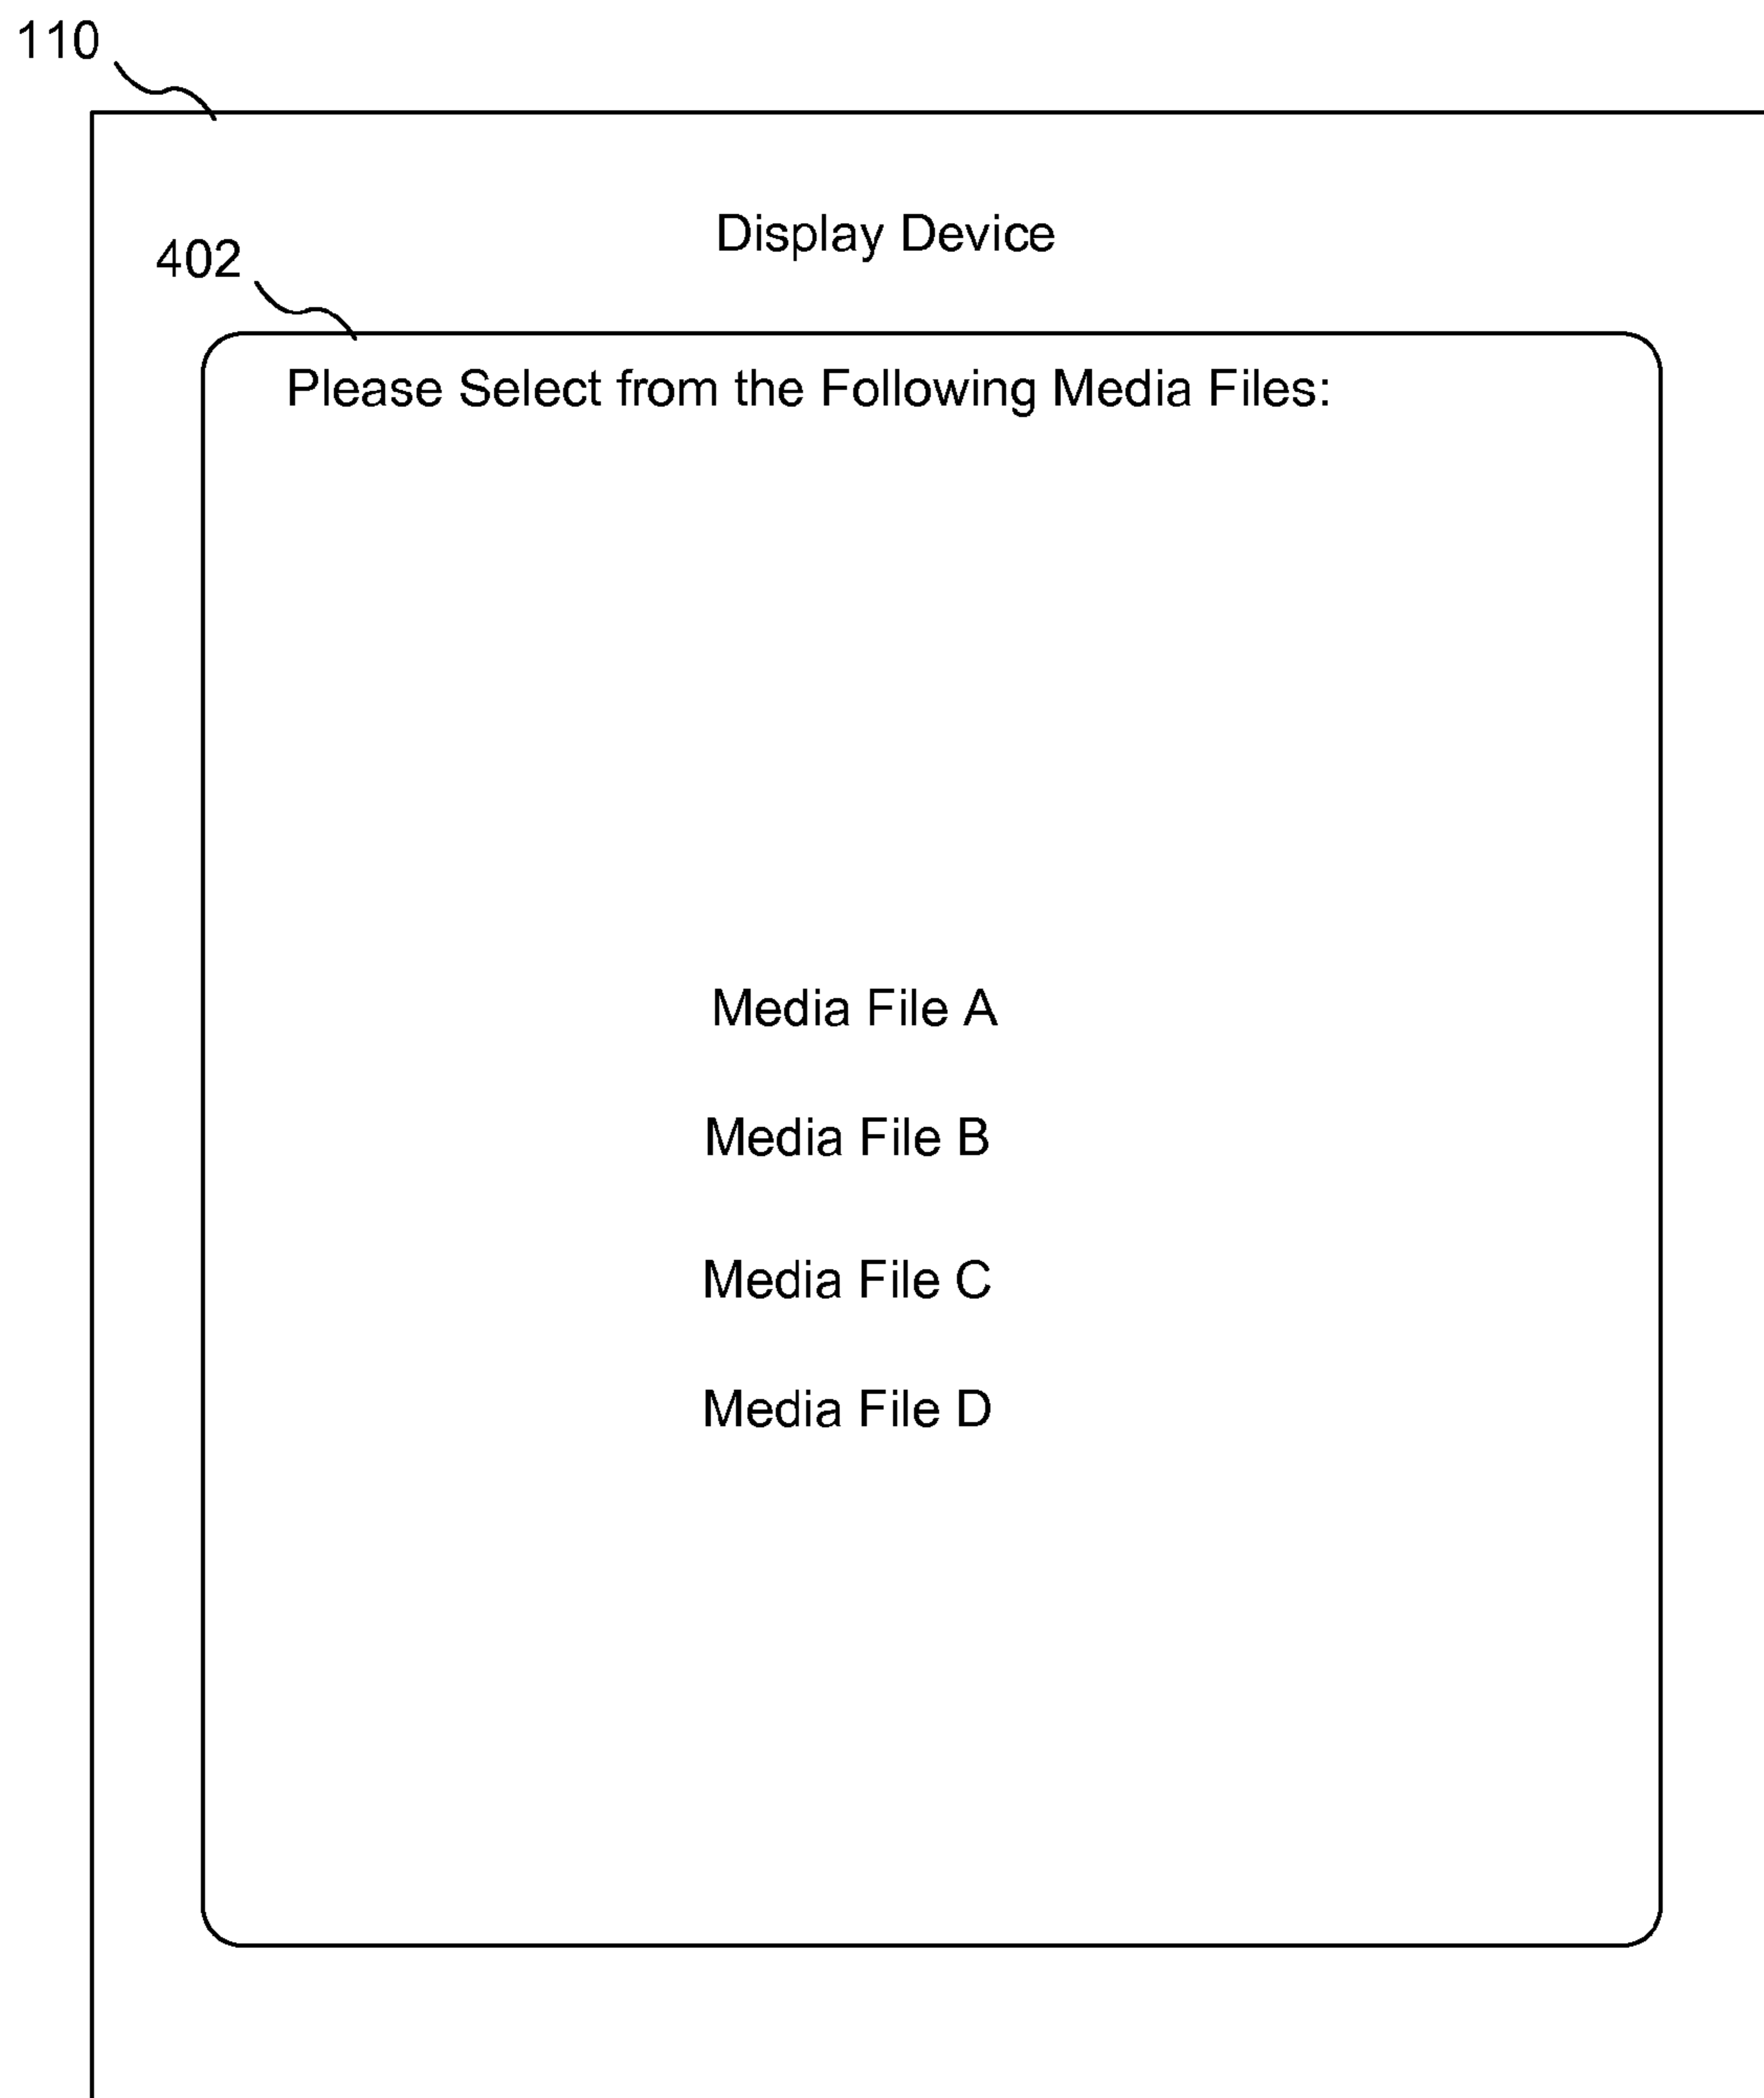 110
Display Device
402
Please Select from the Following Media Files:
Media File A
Media File B
Media File C
Media File D